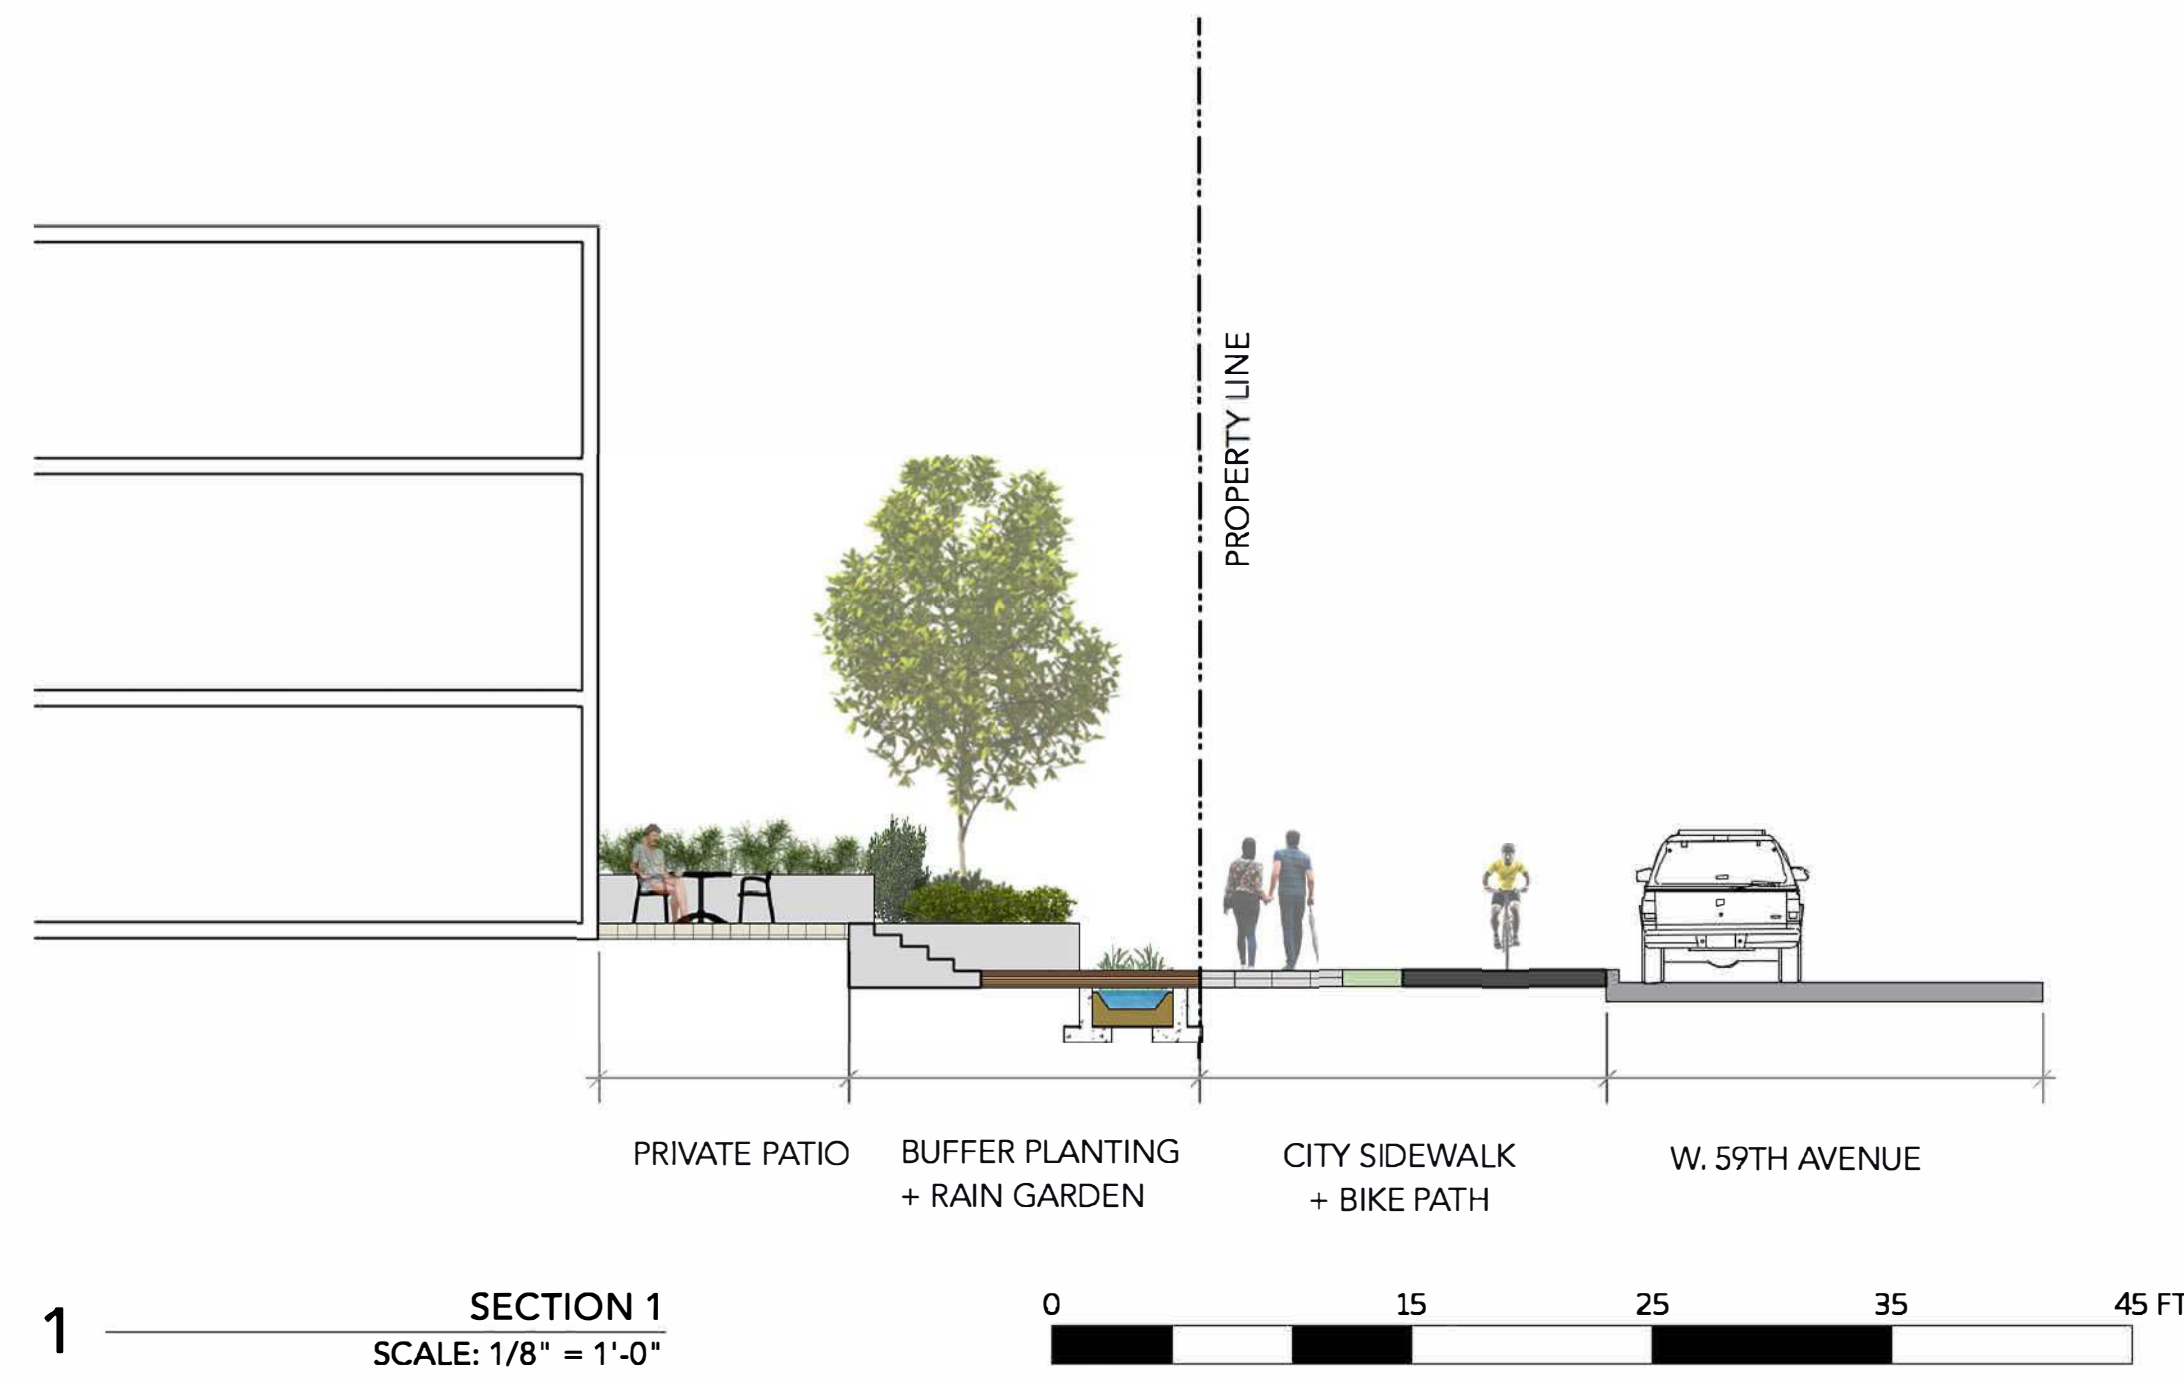 PROPERTY LINE
PRIVATE PATIO
BUFFER PLANTING
+ RAIN GARDEN
CITY SIDEWALK
+ BIKE PATH
W. 59TH AVENUE
1
SECTION 1
SCALE: 1/8" = 1'-0"
0 15 25 35 45 FT